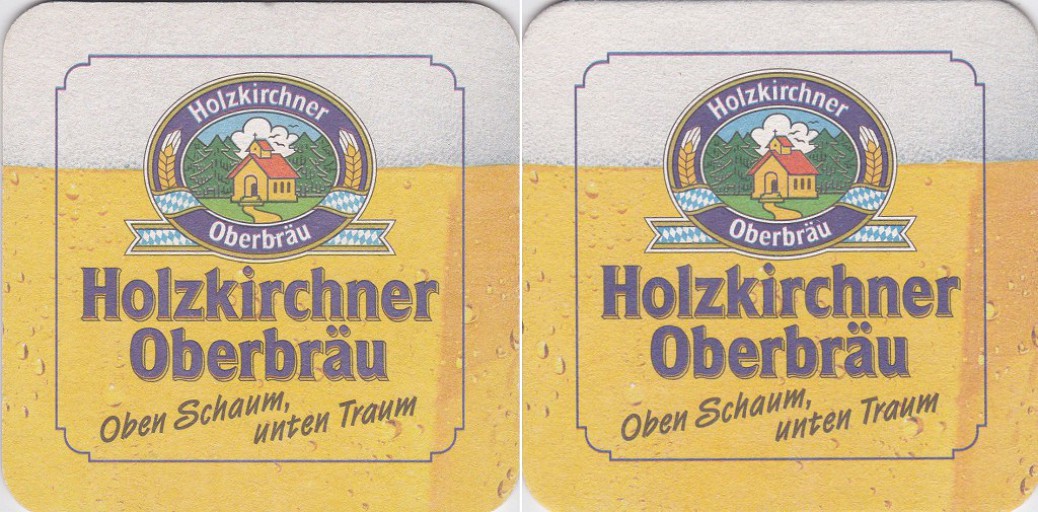 Holzkirchner
Oberbräu
Holzkirchner
Oberbräu
Oben Schaum,
unten Traum
Holzkirchner
Oberbräu
Holzkirchner
Oberbräu
Oben Schaum,
unten Traum